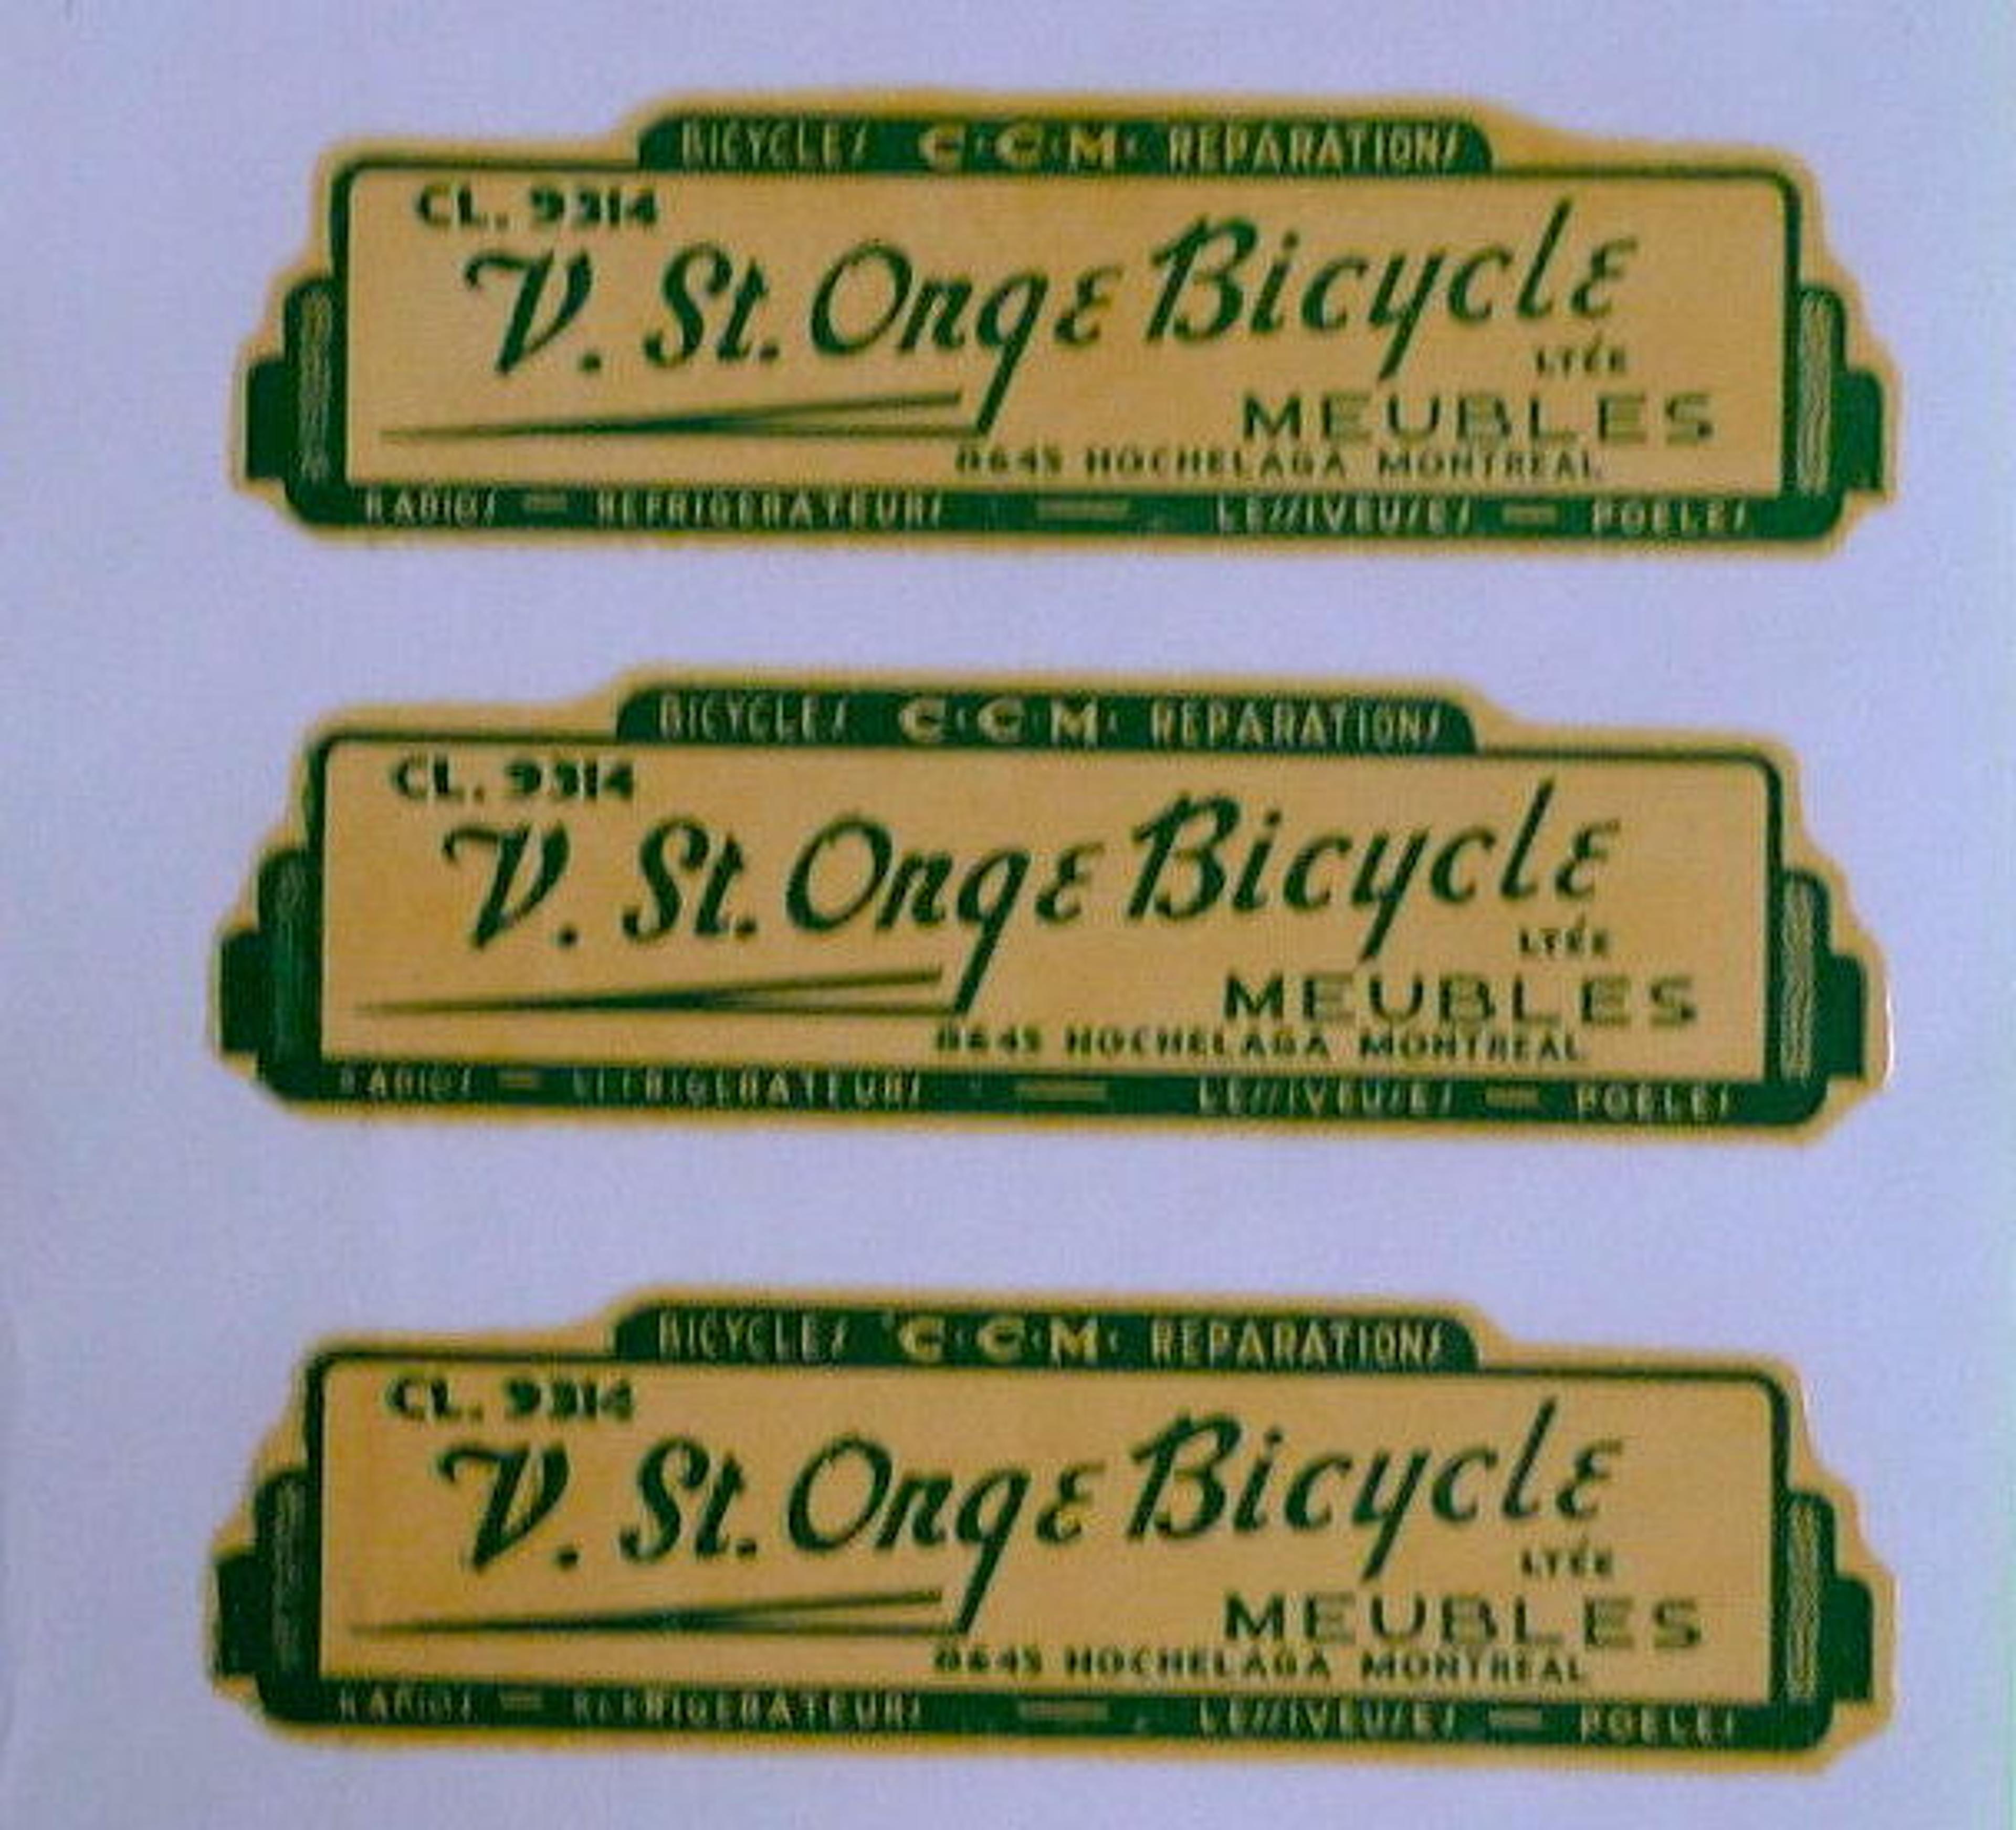 BICYCLES C·C·M· REPARATIONS
CL. 9314
V. St. Onge Bicycle
LTÉE
MEUBLES
8645 HOCHELAGA MONTREAL
RADIOS — REFRIGERATEURS — LESSIVEUSES — POELES
BICYCLES C·C·M· REPARATIONS
CL. 9314
V. St. Onge Bicycle
LTÉE
MEUBLES
8645 HOCHELAGA MONTREAL
RADIOS — REFRIGERATEURS — LESSIVEUSES — POELES
BICYCLES C·C·M· REPARATIONS
CL. 9314
V. St. Onge Bicycle
LTÉE
MEUBLES
8645 HOCHELAGA MONTREAL
RADIOS — REFRIGERATEURS — LESSIVEUSES — POELES